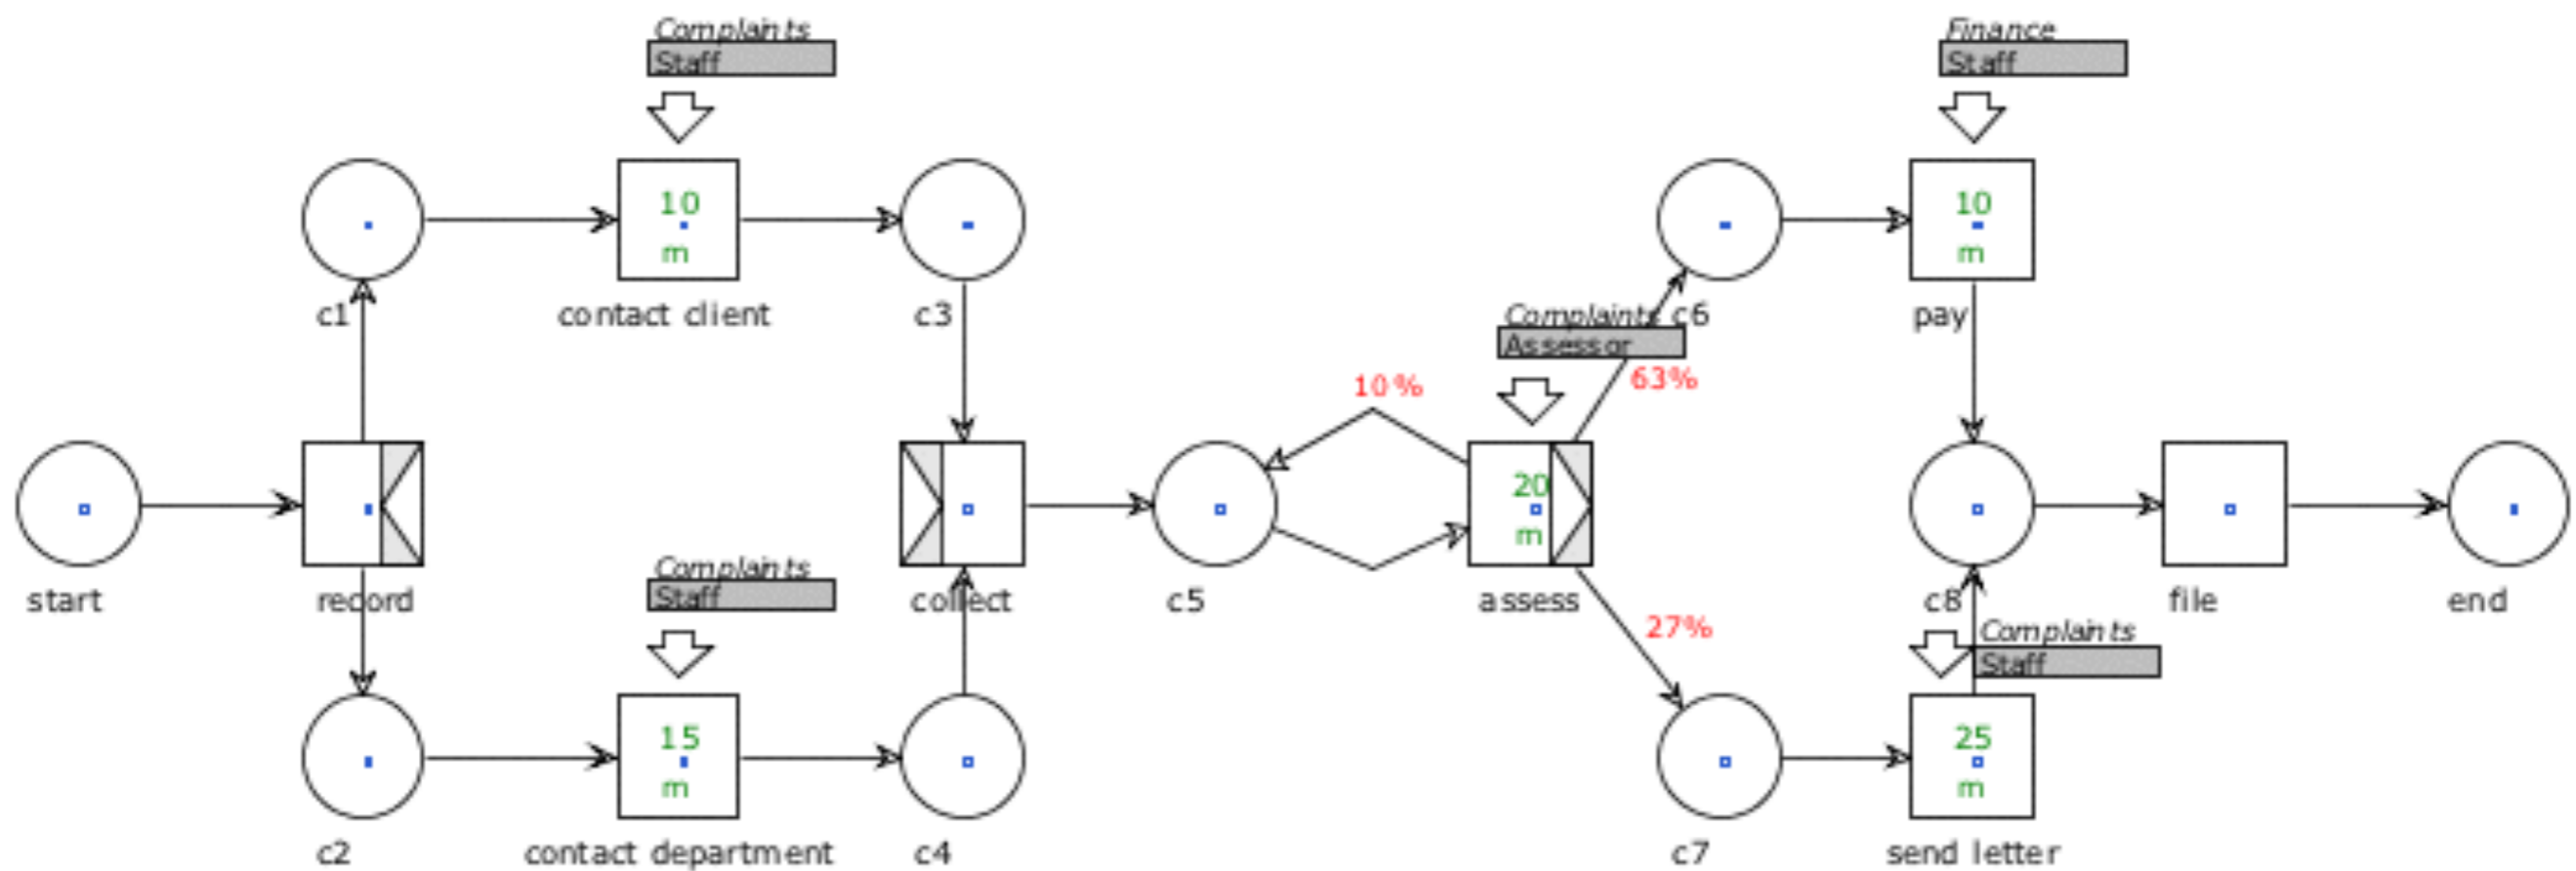 Complaints
Staff
Finance
Staff
10
m
10
m
c1
contact client
c3
Complaints
Assessor
c6
pay
10%
63%
20
m
start
record
Complaints
Staff
collect
c5
assess
c8
file
end
27%
Complaints
Staff
15
m
25
m
c2
contact department
c4
c7
send letter